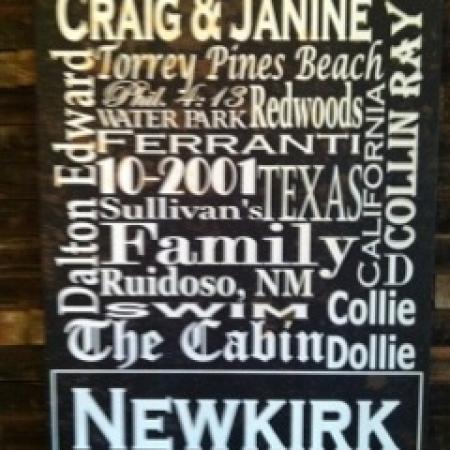 CRAIG & JANINE
Torrey Pines Beach
Phil. 4:13
WATER PARK
Redwoods
FERRANTI
10-2001
TEXAS
Sullivan's
Family
Ruidoso, NM
SWIM
The Cabin
Dalton Edward
CALIFORNIA
COLLIN RAY
D
Collie
Dollie
NEWKIRK